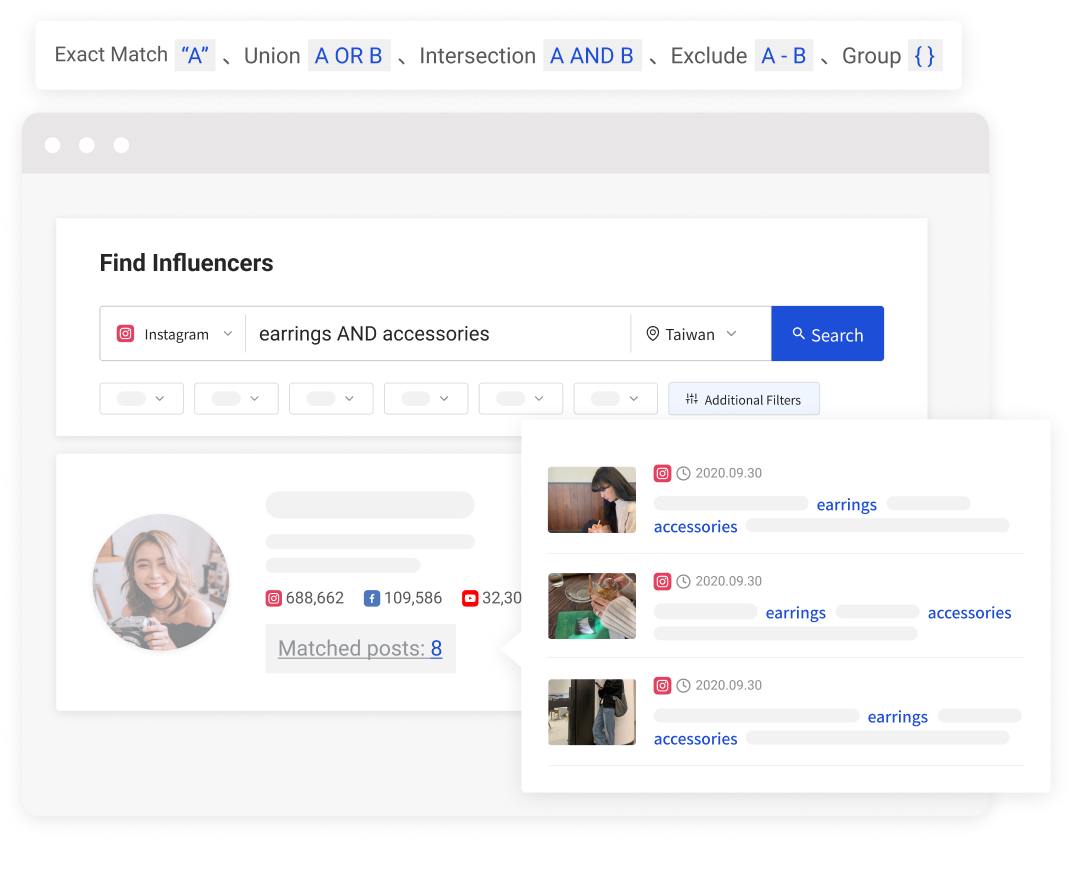 Exact Match “A” 、 Union A OR B 、 Intersection A AND B 、 Exclude A - B 、 Group { }
Find Influencers
Instagram earrings AND accessories Taiwan Search
Additional Filters
2020.09.30
earrings
accessories
2020.09.30
earrings accessories
2020.09.30
earrings
accessories
688,662 109,586 32,30
Matched posts: 8